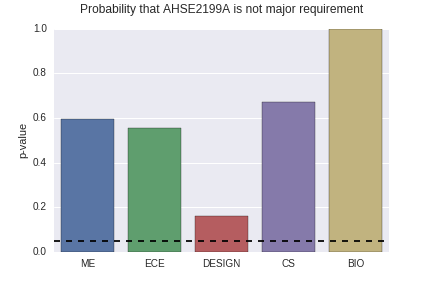 Probability that AHSE2199A is not major requirement
1.0
0.8
0.6
0.4
0.2
0.0
p-value
ME ECE DESIGN CS BIO